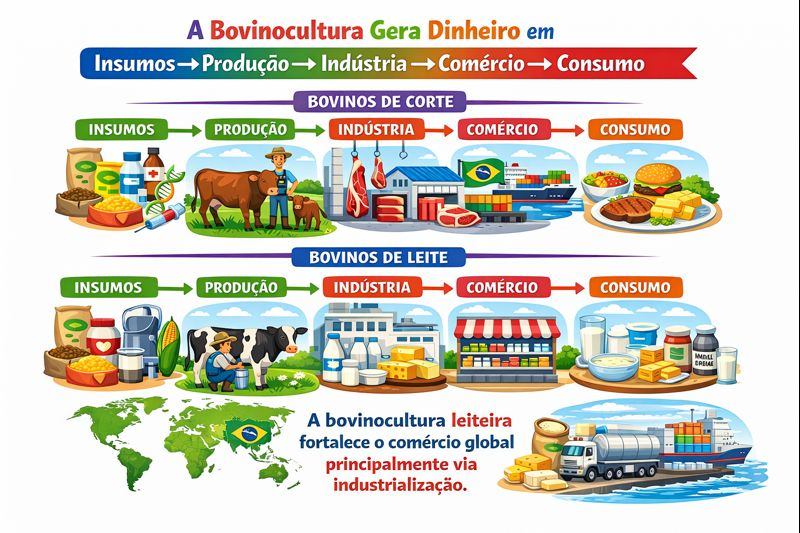 A Bovinocultura Gera Dinheiro em
Insumos→Produção→Indústria→Comércio→Consumo
BOVINOS DE CORTE
INSUMOS → PRODUÇÃO → INDÚSTRIA → COMÉRCIO → CONSUMO
BOVINOS DE LEITE
INSUMOS → PRODUÇÃO → INDÚSTRIA → COMÉRCIO → CONSUMO
A bovinocultura leiteira
fortalece o comércio global
principalmente via
industrialização.